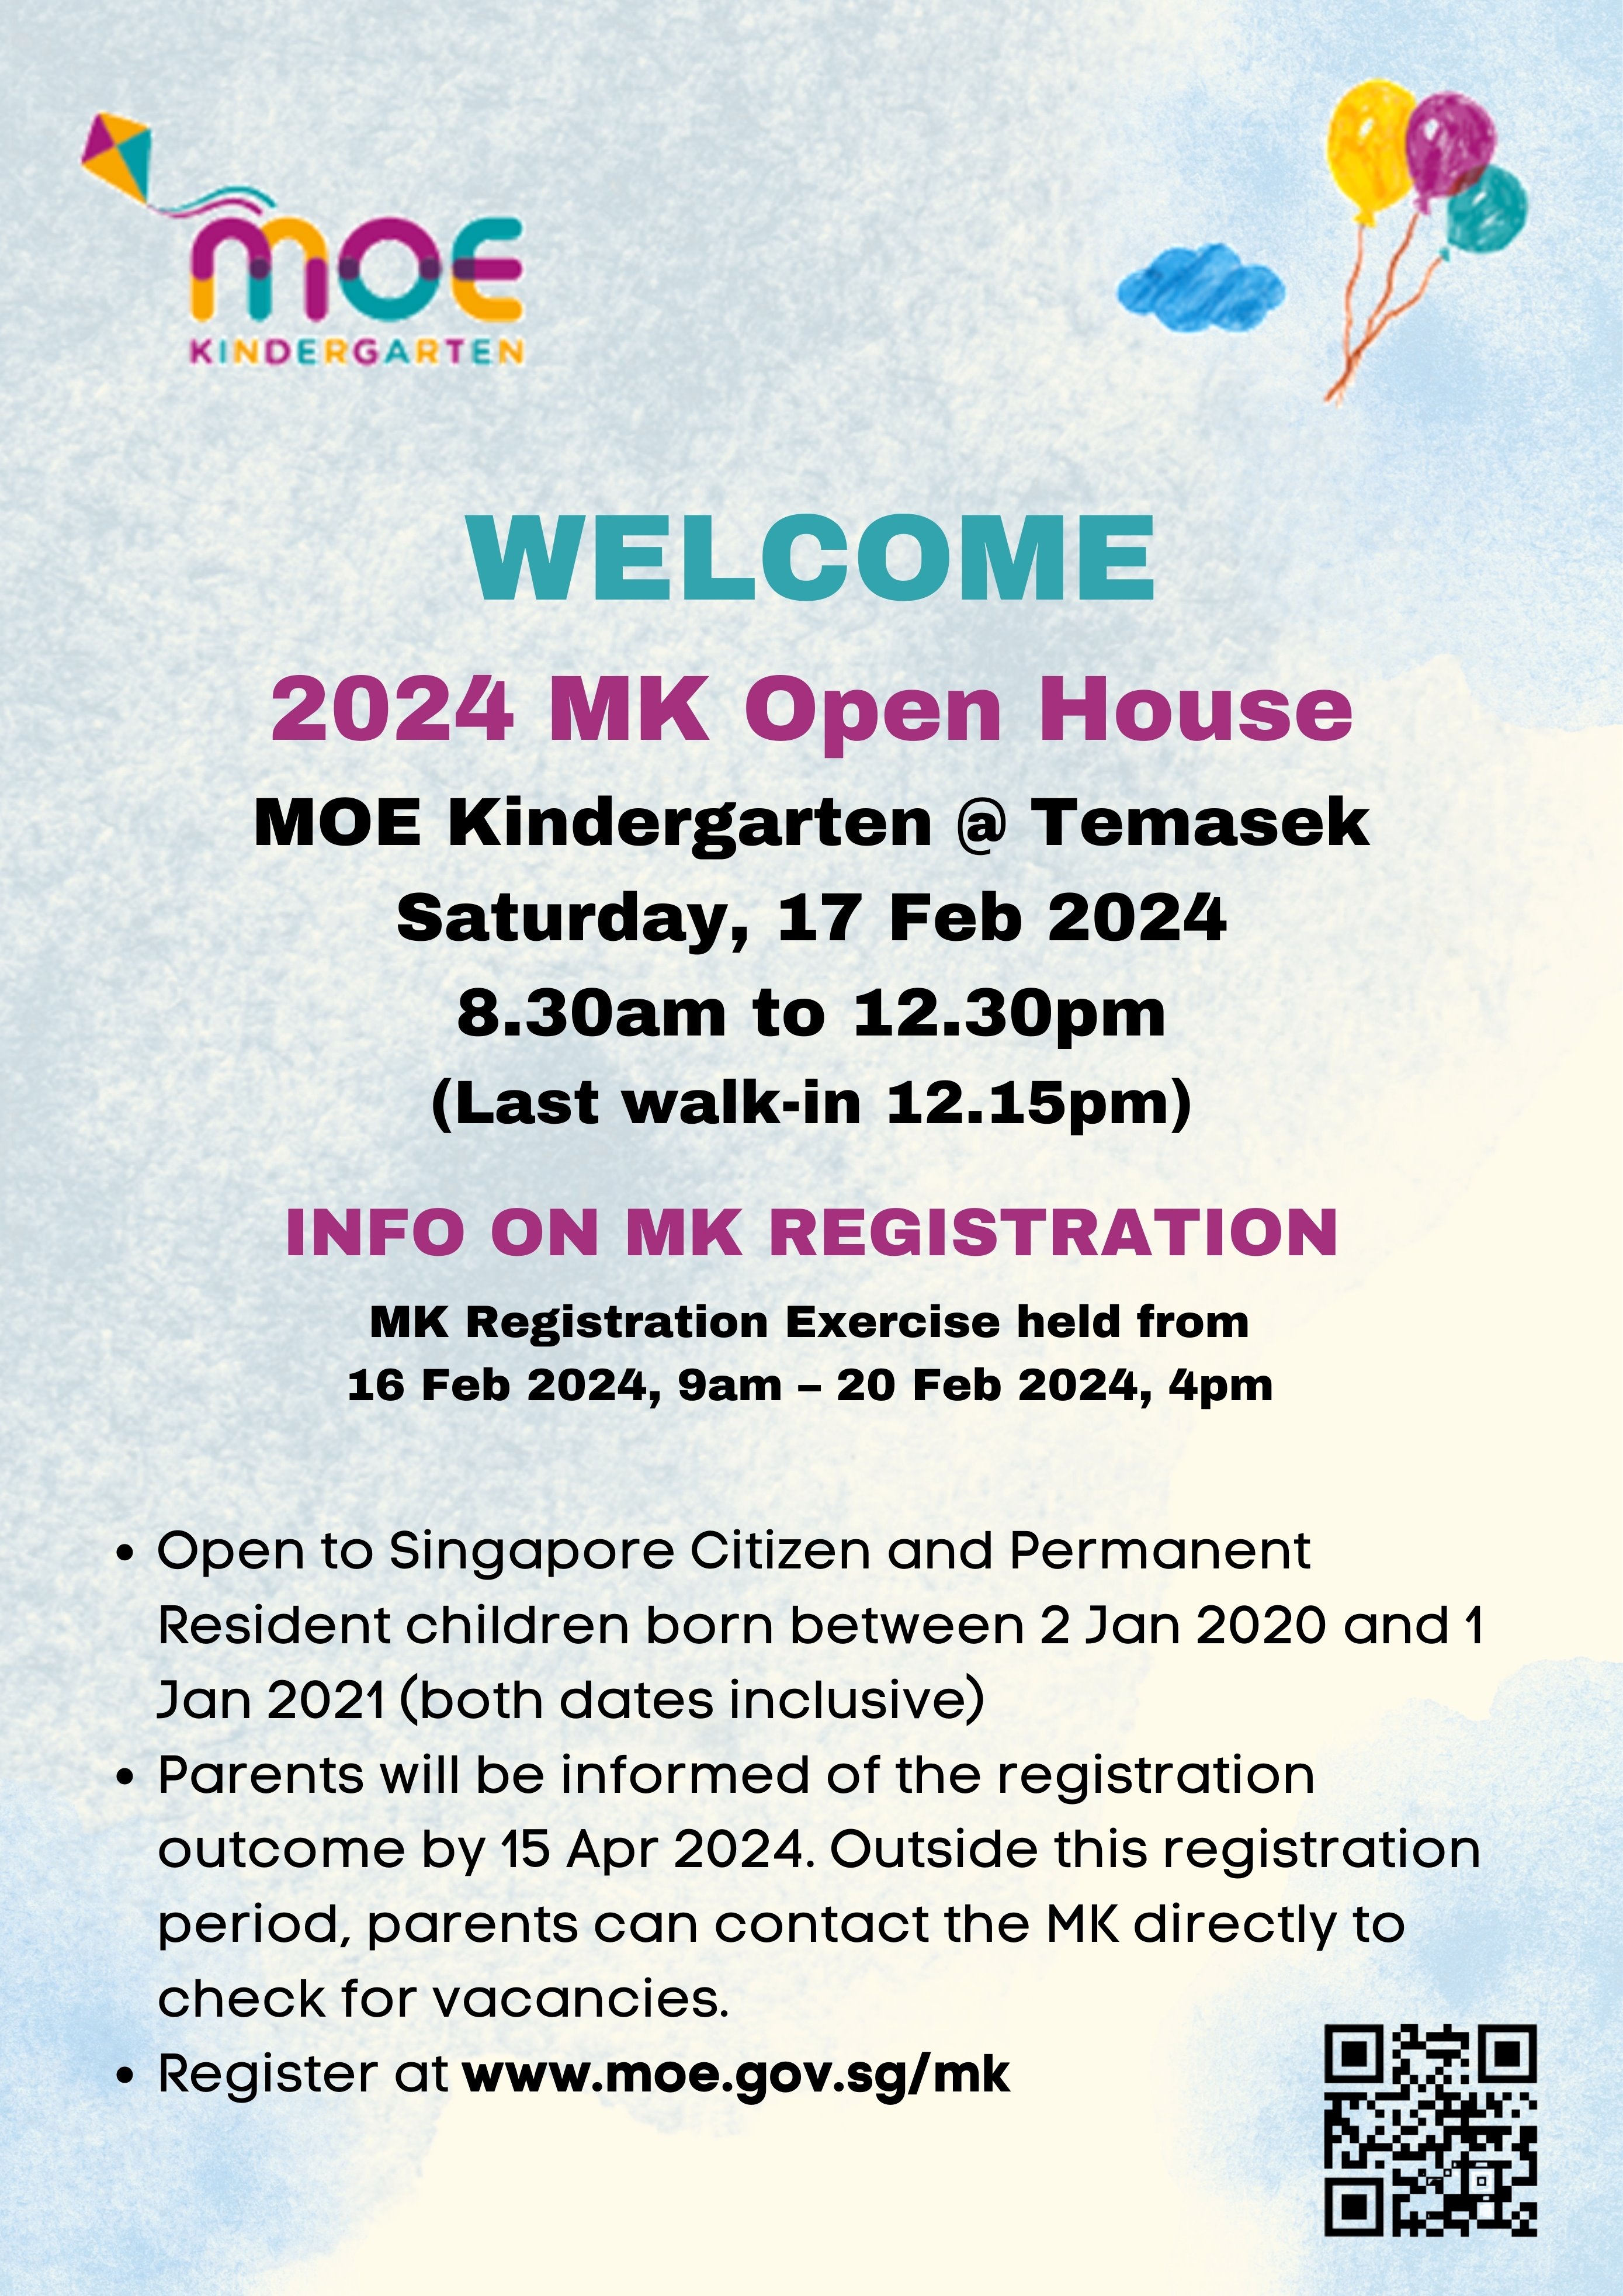 moe
KINDERGARTEN
WELCOME
2024 MK Open House
MOE Kindergarten @ Temasek
Saturday, 17 Feb 2024
8.30am to 12.30pm
(Last walk-in 12.15pm)
INFO ON MK REGISTRATION
MK Registration Exercise held from
16 Feb 2024, 9am – 20 Feb 2024, 4pm
• Open to Singapore Citizen and Permanent
Resident children born between 2 Jan 2020 and 1
Jan 2021 (both dates inclusive)
• Parents will be informed of the registration
outcome by 15 Apr 2024. Outside this registration
period, parents can contact the MK directly to
check for vacancies.
• Register at www.moe.gov.sg/mk